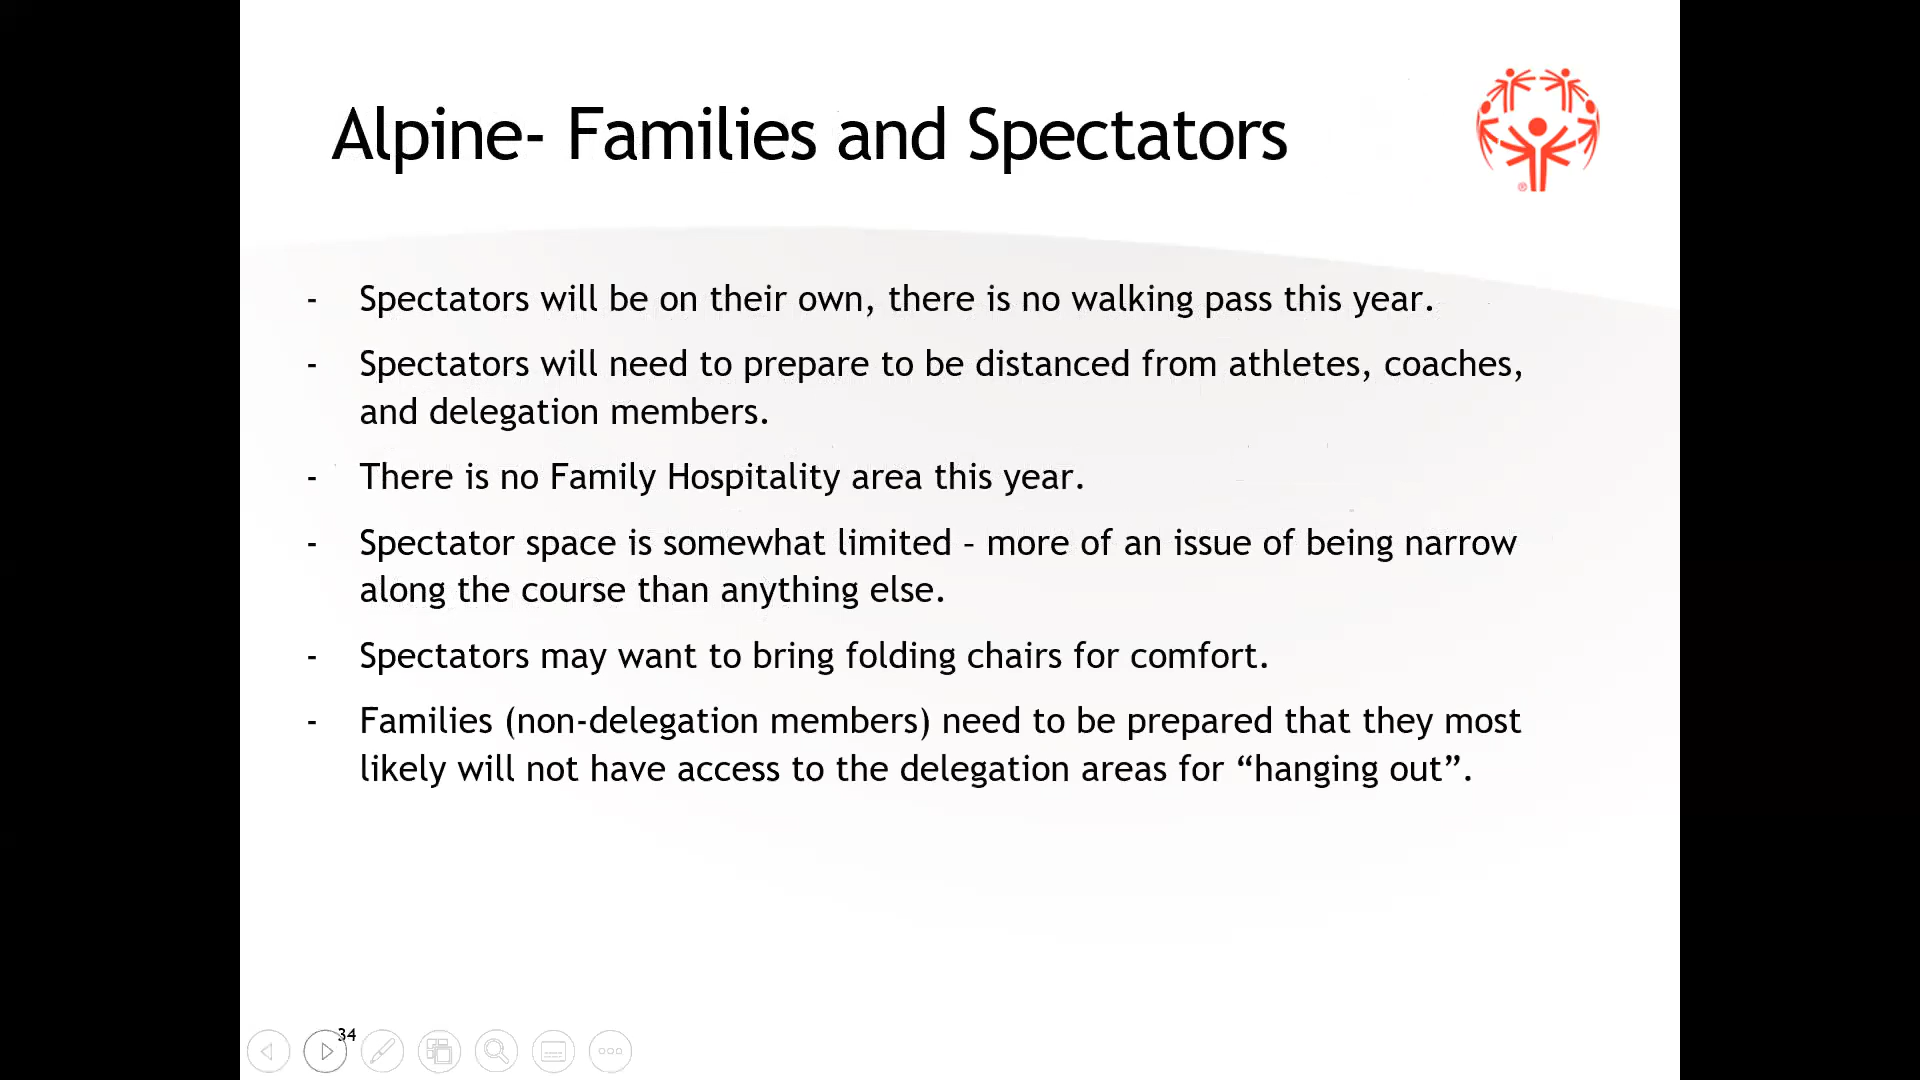 Alpine- Families and Spectators
- Spectators will be on their own, there is no walking pass this year.
- Spectators will need to prepare to be distanced from athletes, coaches,
and delegation members.
- There is no Family Hospitality area this year.
- Spectator space is somewhat limited – more of an issue of being narrow
along the course than anything else.
- Spectators may want to bring folding chairs for comfort.
- Families (non-delegation members) need to be prepared that they most
likely will not have access to the delegation areas for “hanging out”.
34
®